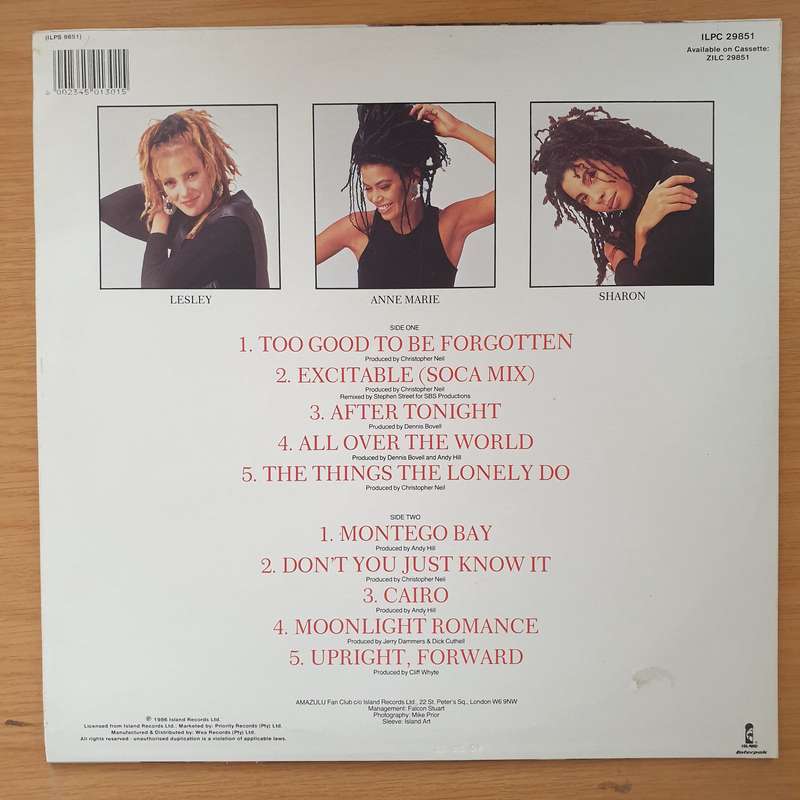 (ILPS 9851)
6 002345 013015
ILPC 29851
Available on Cassette:
ZILC 29851
LESLEY
ANNE MARIE
SHARON
SIDE ONE
1. TOO GOOD TO BE FORGOTTEN
Produced by Christopher Neil
2. EXCITABLE (SOCA MIX)
Produced by Christopher Neil
Remixed by Stephen Street for SBS Productions
3. AFTER TONIGHT
Produced by Dennis Bovell
4. ALL OVER THE WORLD
Produced by Dennis Bovell and Andy Hill
5. THE THINGS THE LONELY DO
Produced by Christopher Neil
SIDE TWO
1. MONTEGO BAY
Produced by Andy Hill
2. DON'T YOU JUST KNOW IT
Produced by Christopher Neil
3. CAIRO
Produced by Andy Hill
4. MOONLIGHT ROMANCE
Produced by Jerry Dammers & Dick Cuthell
5. UPRIGHT, FORWARD
Produced by Cliff Whyte
AMAZULU Fan Club c/o Island Records Ltd., 22 St. Peter's Sq., London W6 9NW
Management: Falcon Stuart
Photography: Mike Prior
Sleeve: Island Art
℗ 1986 Island Records Ltd.
Licensed from Island Records Ltd.; Marketed by: Priority Records (Pty) Ltd.
Manufactured & Distributed by: Wea Records (Pty) Ltd.
All rights reserved - unauthorised duplication is a violation of applicable laws.
ISLAND
Interpak